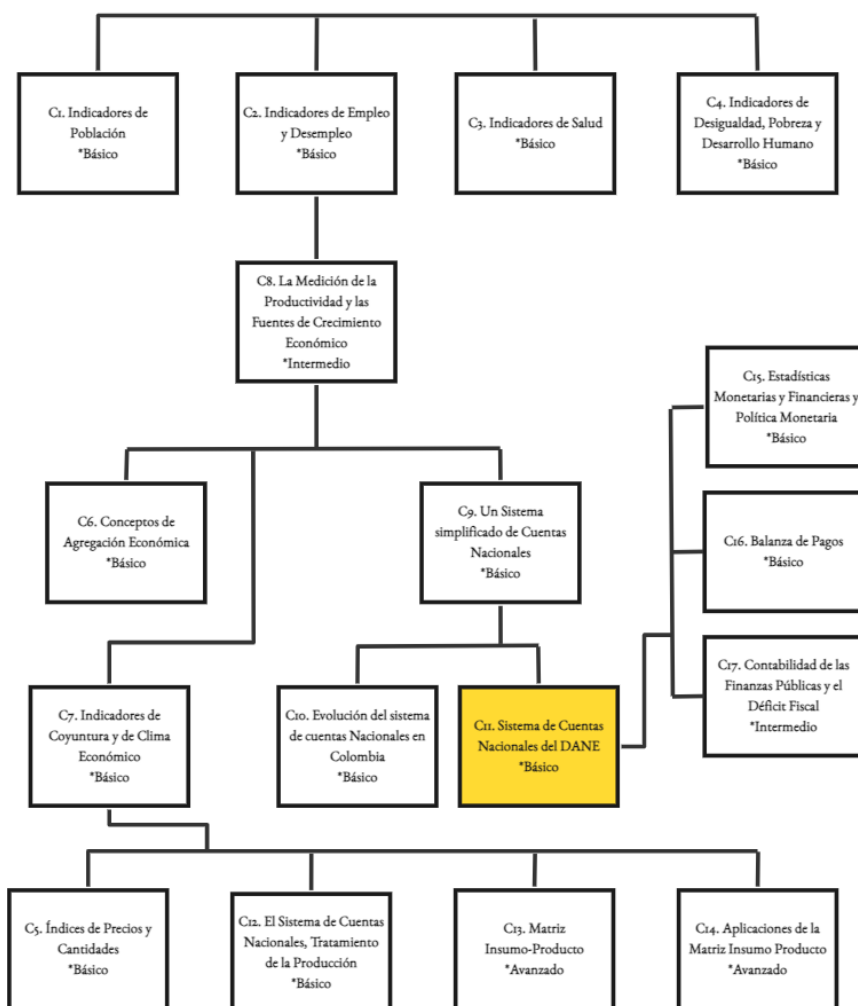 C1. Indicadores de
Población
*Básico
C2. Indicadores de Empleo
y Desempleo
*Básico
C3. Indicadores de Salud
*Básico
C4. Indicadores de
Desigualdad, Pobreza y
Desarrollo Humano
*Básico
C8. La Medición de la
Productividad y las
Fuentes de Crecimiento
Económico
*Intermedio
C15. Estadísticas
Monetarias y Financieras y
Política Monetaria
*Básico
C6. Conceptos de
Agregación Económica
*Básico
C9. Un Sistema
simplificado de Cuentas
Nacionales
*Básico
C16. Balanza de Pagos
*Básico
C17. Contabilidad de las
Finanzas Públicas y el
Déficit Fiscal
*Intermedio
C7. Indicadores de
Coyuntura y de Clima
Económico
*Básico
C10. Evolución del sistema
de cuentas Nacionales en
Colombia
*Básico
C11. Sistema de Cuentas
Nacionales del DANE
*Básico
C5. Índices de Precios y
Cantidades
*Básico
C12. El Sistema de Cuentas
Nacionales, Tratamiento
de la Producción
*Básico
C13. Matriz
Insumo-Producto
*Avanzado
C14. Aplicaciones de la
Matriz Insumo Producto
*Avanzado